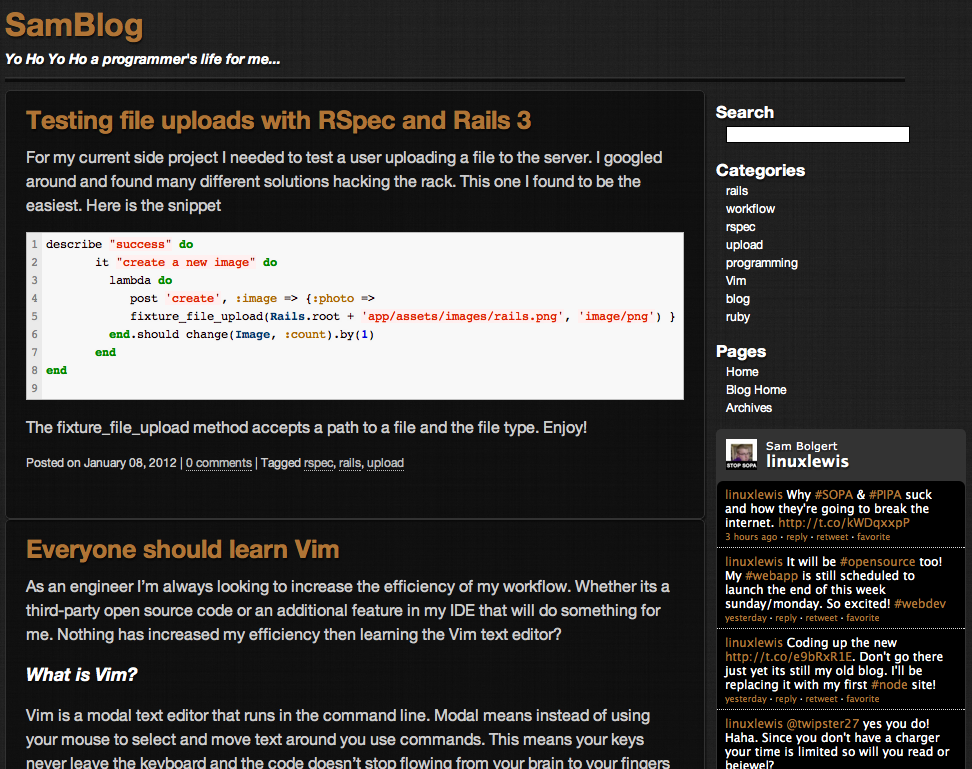 SamBlog
Yo Ho Yo Ho a programmer's life for me...
Testing file uploads with RSpec and Rails 3
For my current side project I needed to test a user uploading a file to the server. I googled
around and found many different solutions hacking the rack. This one I found to be the
easiest. Here is the snippet
1 describe "success" do
2 it "create a new image" do
3 lambda do
4 post 'create', :image => {:photo =>
5 fixture_file_upload(Rails.root + 'app/assets/images/rails.png', 'image/png') }
6 end.should change(Image, :count).by(1)
7 end
8 end
9
The fixture_file_upload method accepts a path to a file and the file type. Enjoy!
Posted on January 08, 2012 | 0 comments | Tagged rspec, rails, upload
Everyone should learn Vim
As an engineer I'm always looking to increase the efficiency of my workflow. Whether its a
third-party open source code or an additional feature in my IDE that will do something for
me. Nothing has increased my efficiency then learning the Vim text editor?
What is Vim?
Vim is a modal text editor that runs in the command line. Modal means instead of using
your mouse to select and move text around you use commands. This means your keys
never leave the keyboard and the code doesn't stop flowing from your brain to your fingers
Search
Categories
rails
workflow
rspec
upload
programming
Vim
blog
ruby
Pages
Home
Blog Home
Archives
STOP SOPA
Sam Bolgert
linuxlewis
linuxlewis Why #SOPA & #PIPA suck
and how they're going to break the
internet. http://t.co/kWDqxxpP
3 hours ago · reply · retweet · favorite
linuxlewis It will be #opensource too!
My #webapp is still scheduled to
launch the end of this week
sunday/monday. So excited! #webdev
yesterday · reply · retweet · favorite
linuxlewis Coding up the new
http://t.co/e9bRxR1E. Don't go there
just yet its still my old blog. I'll be
replacing it with my first #node site!
yesterday · reply · retweet · favorite
linuxlewis @twipster27 yes you do!
Haha. Since you don't have a charger
your time is limited so will you read or
bejewel?